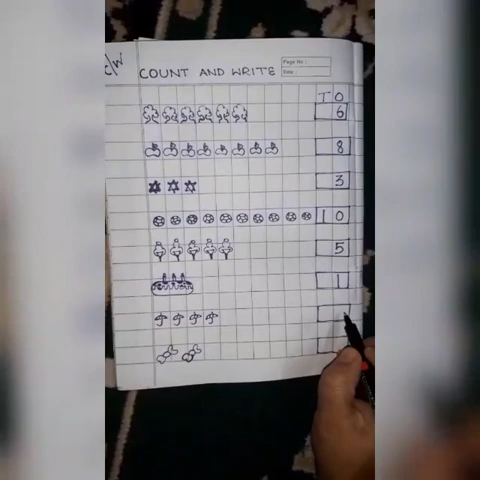 C/W
COUNT AND WRITE
Page No :
Date :
T O
6
8
3
10
5
1